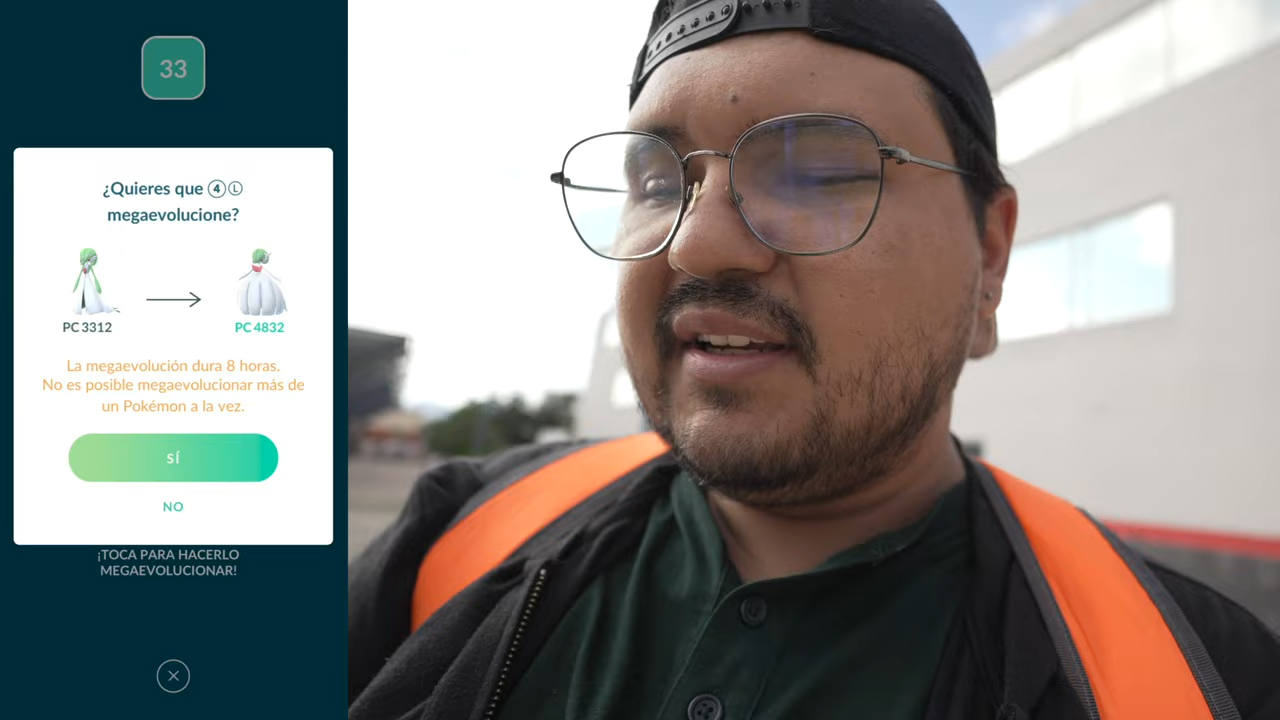 33
¿Quieres que ④Ⓛ
megaevolucione?
PC 3312
PC 4832
La megaevolución dura 8 horas.
No es posible megaevolucionar más de
un Pokémon a la vez.
SÍ
NO
¡TOCA PARA HACERLO
MEGAEVOLUCIONAR!